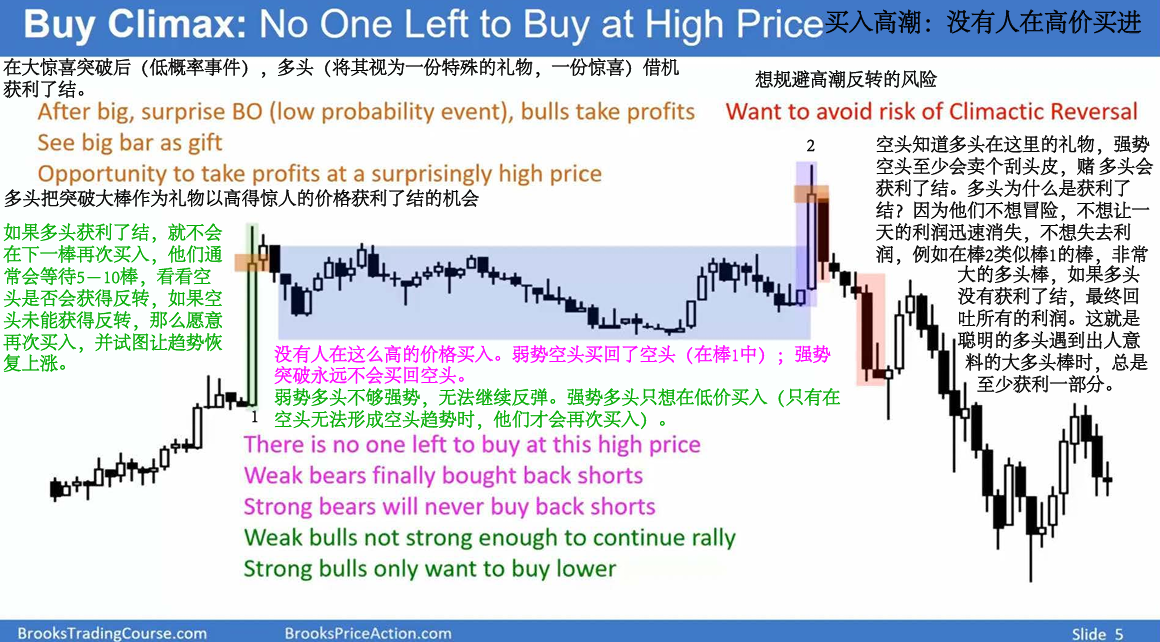 Buy Climax: No One Left to Buy at High Price买入高潮：没有人在高价买进
在大惊喜突破后（低概率事件），多头（将其视为一份特殊的礼物，一份惊喜）借机
获利了结。
After big, surprise BO (low probability event), bulls take profits
See big bar as gift
Opportunity to take profits at a surprisingly high price
多头把突破大棒作为礼物以高得惊人的价格获利了结的机会
想规避高潮反转的风险
Want to avoid risk of Climactic Reversal
2
空头知道多头在这里的礼物，强势
空头至少会卖个刮头皮，赌 多头会
获利了结。多头为什么是获利了
结？因为他们不想冒险，不想让一
天的利润迅速消失，不想失去利
润，例如在棒2类似棒1的棒，非常
大的多头棒，如果多头
没有获利了结，最终回
吐所有的利润。这就是
聪明的多头遇到出人意
料的大多头棒时，总是
至少获利一部分。
如果多头获利了结，就不会
在下一棒再次买入，他们通
常会等待5－10棒，看看空
头是否会获得反转，如果空
头未能获得反转，那么愿意
再次买入，并试图让趋势恢
复上涨。
1
没有人在这么高的价格买入。弱势空头买回了空头（在棒1中）；强势
突破永远不会买回空头。
弱势多头不够强势，无法继续反弹。强势多头只想在低价买入（只有在
空头无法形成空头趋势时，他们才会再次买入）。
There is no one left to buy at this high price
Weak bears finally bought back shorts
Strong bears will never buy back shorts
Weak bulls not strong enough to continue rally
Strong bulls only want to buy lower
BrooksTradingCourse.com
BrooksPriceAction.com
Slide 5